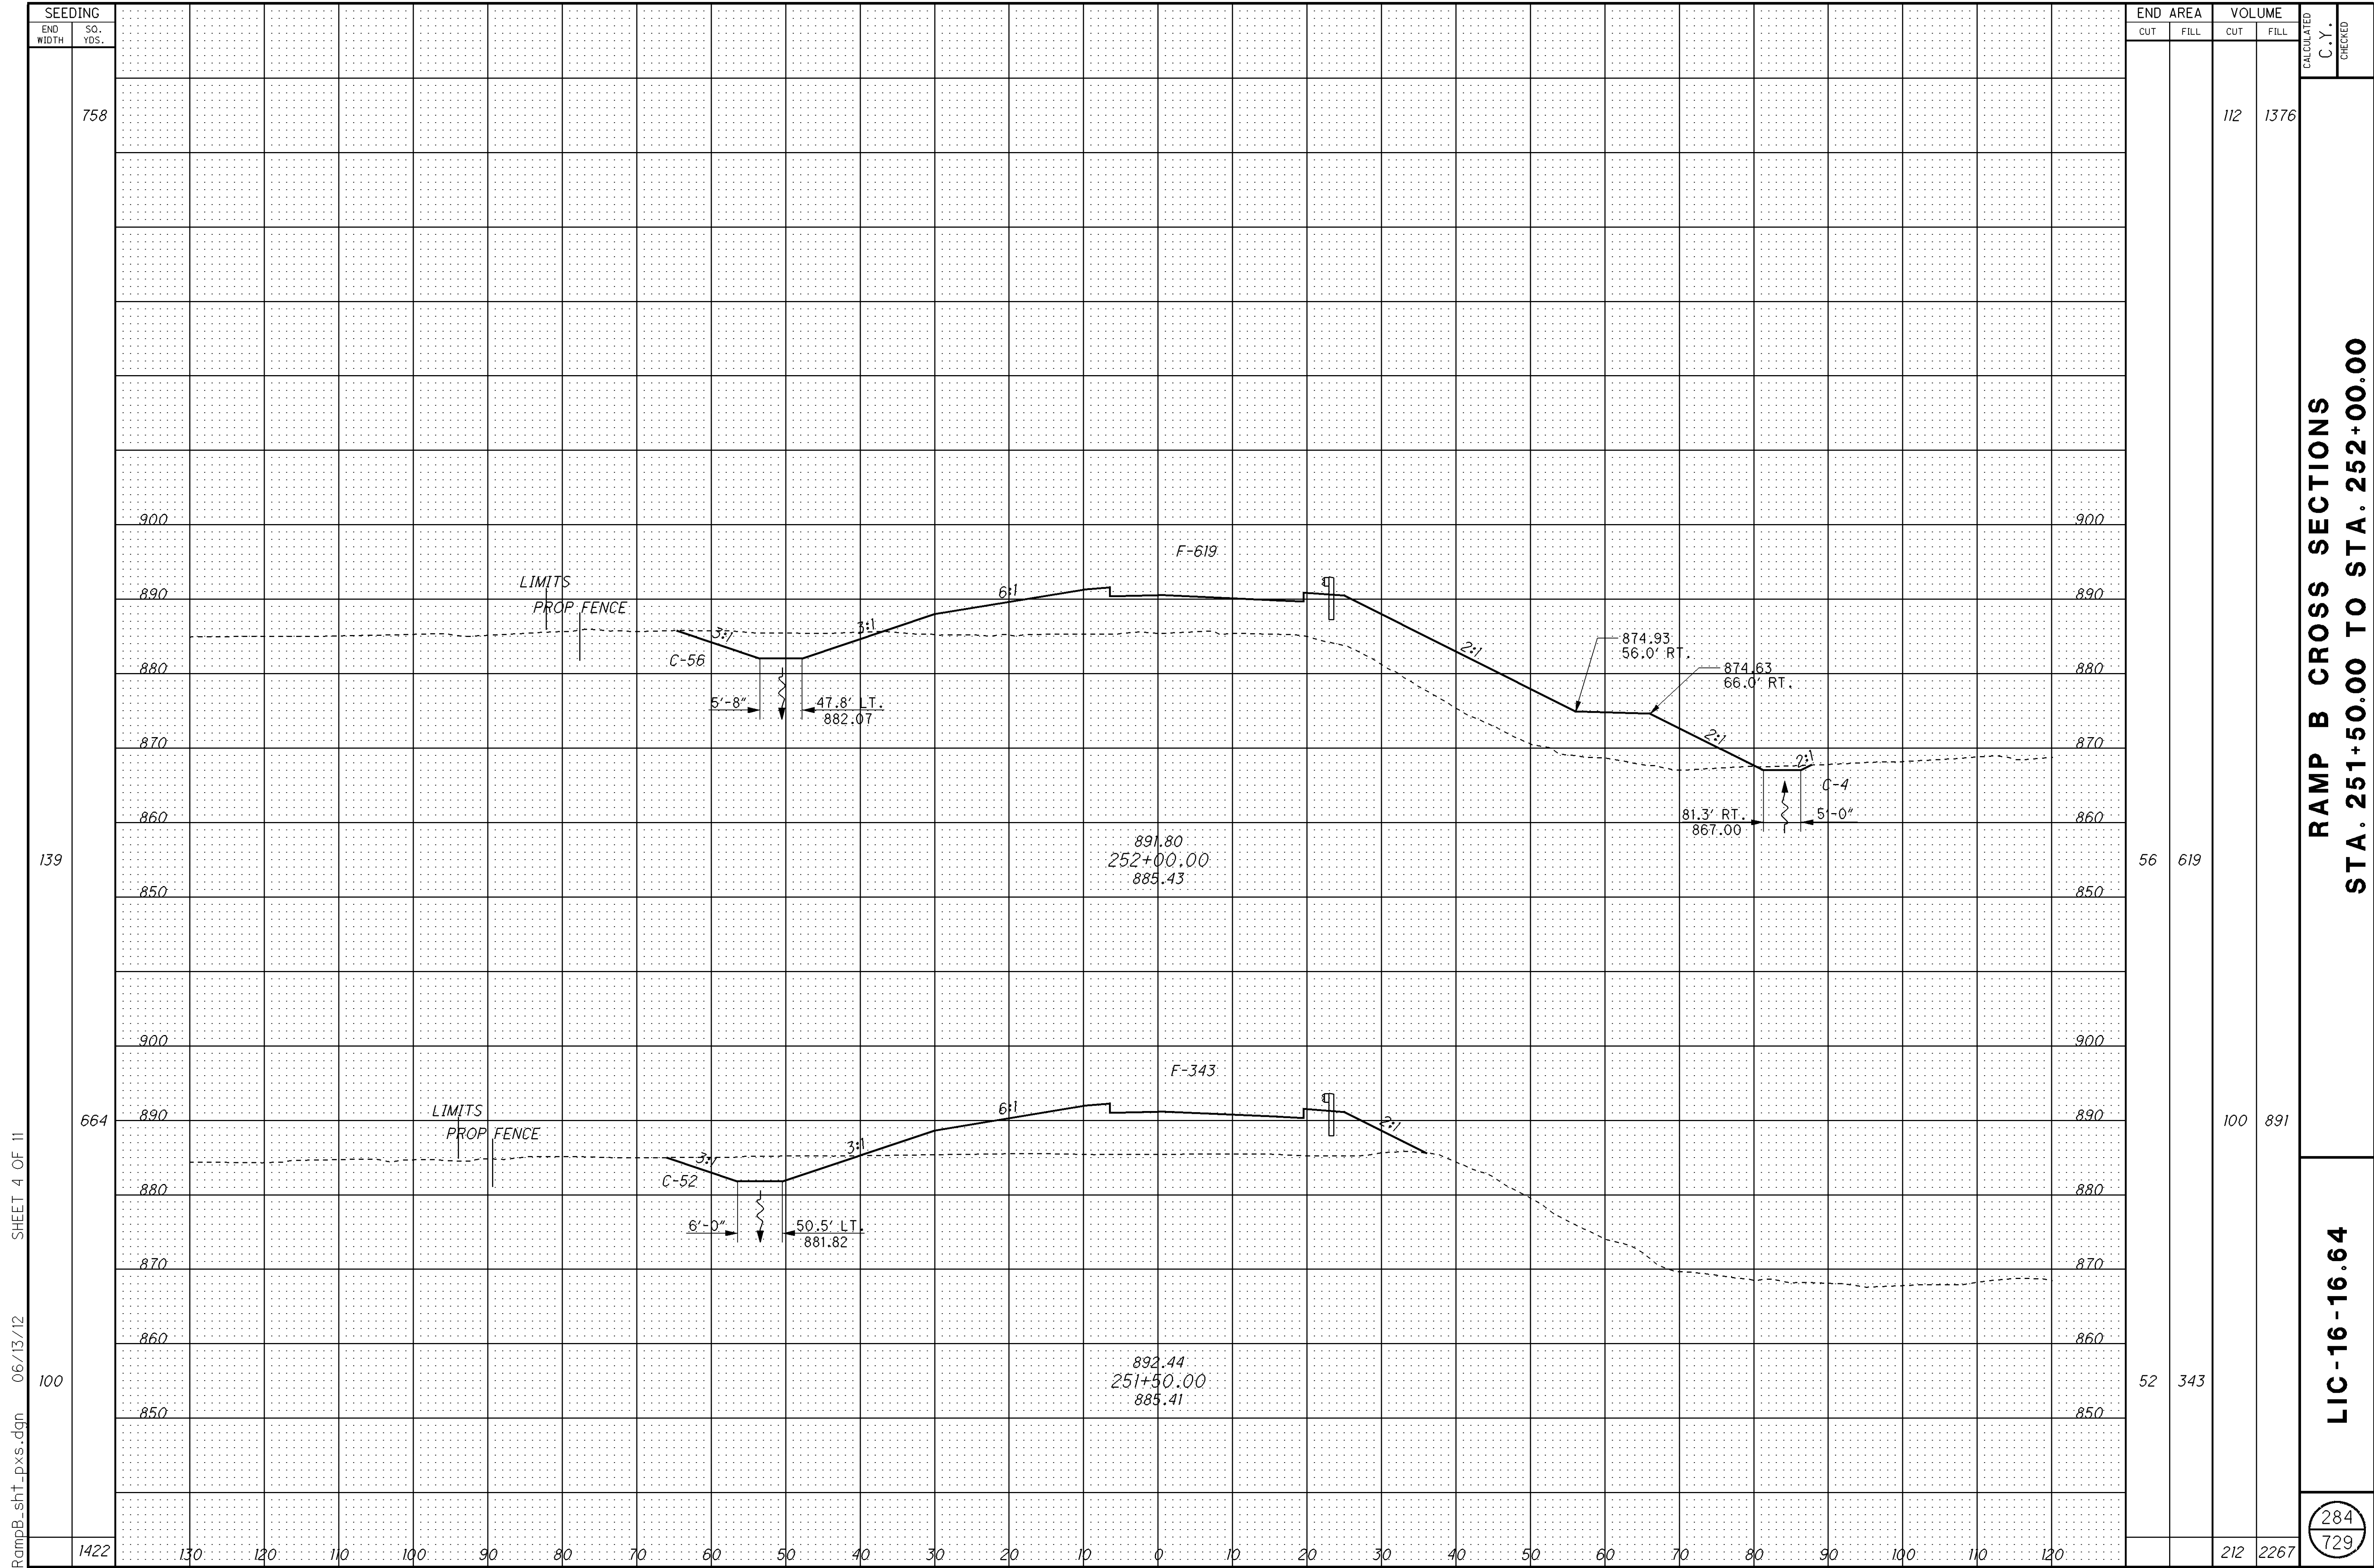 SEEDING
END WIDTH
SQ. YDS.
END AREA
VOLUME
CUT
FILL
CUT
FILL
CALCULATED
C.Y.
CHECKED
758
112
1376
900
900
F-619
LIMITS
890
6:1
890
PROP FENCE
3:1
3:1
C-56
2:1
874.93
56.0' RT.
880
874.63
880
66.0' RT.
5'-8"
47.8' LT.
882.07
870
2:1
2:1
870
C-4
860
81.3' RT.
5'-0"
860
867.00
891.80
139
252+00.00
56
619
885.43
850
850
900
900
F-343
LIMITS
890
6:1
890
664
100
891
PROP FENCE
3:1
3:1
2:1
C-52
880
880
6'-0"
50.5' LT.
881.82
870
870
860
860
892.44
100
251+50.00
52
343
885.41
850
850
1422
130 120 110 100 90 80 70 60 50 40 30 20 10 0 10 20 30 40 50 60 70 80 90 100 110 120
212
2267
RAMP B CROSS SECTIONS
STA. 251+50.00 TO STA. 252+00.00
LIC-16-16.64
284
729
RampB_sht_pxs.dgn 06/13/12 SHEET 4 OF 11